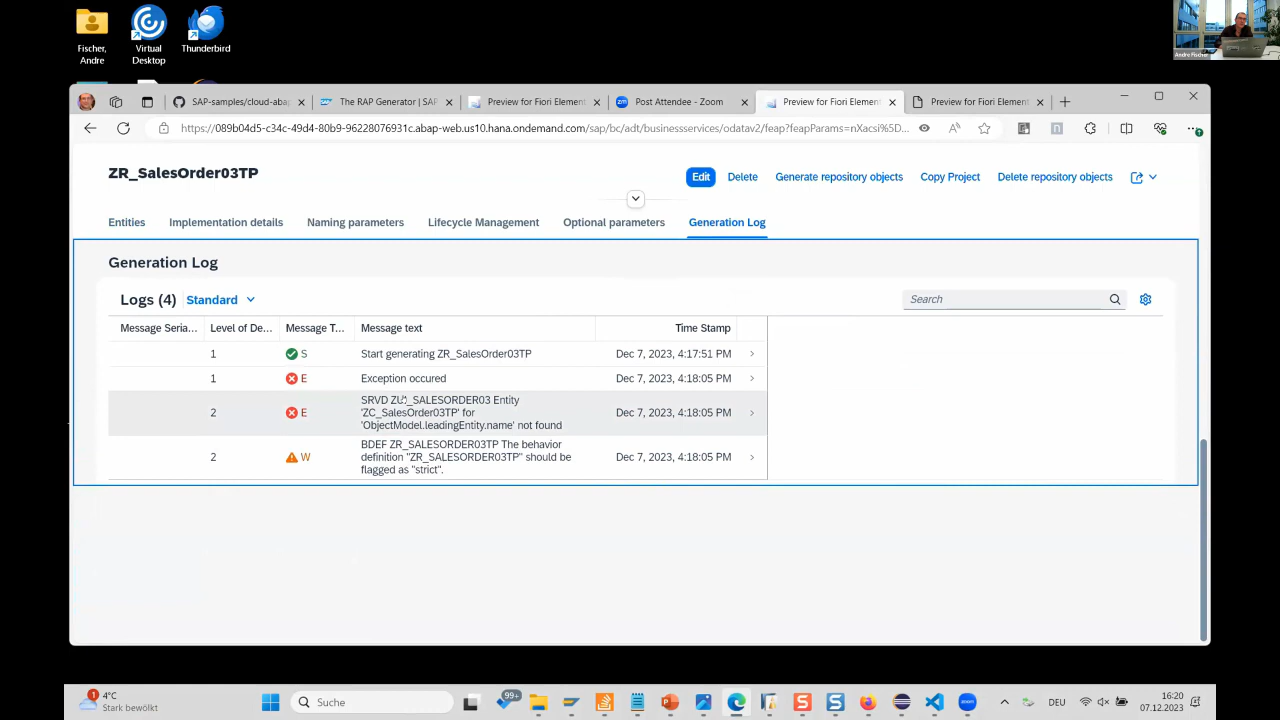 Fischer,
Andre
Virtual
Desktop
Thunderbird
Andre Fischer
SAP-samples/cloud-aba
The RAP Generator | SAP
Preview for Fiori Element
Post Attendee - Zoom
Preview for Fiori Elemen
Preview for Fiori Element
https://089b04d5-c34c-49d4-80b9-96228076931c.abap-web.us10.hana.ondemand.com/sap/bc/adt/businessservices/odatav2/feap?feapParams=nXacsi%5D...
ZR_SalesOrder03TP
Edit
Delete
Generate repository objects
Copy Project
Delete repository objects
Entities
Implementation details
Naming parameters
Lifecycle Management
Optional parameters
Generation Log
Generation Log
Logs (4) Standard
Search
Message Seria... Level of De... Message T... Message text Time Stamp
1 S Start generating ZR_SalesOrder03TP Dec 7, 2023, 4:17:51 PM
1 E Exception occured Dec 7, 2023, 4:18:05 PM
SRVD ZUI_SALESORDER03 Entity
2 E 'ZC_SalesOrder03TP' for Dec 7, 2023, 4:18:05 PM
'ObjectModel.leadingEntity.name' not found
BDEF ZR_SALESORDER03TP The behavior
2 W definition "ZR_SALESORDER03TP" should be Dec 7, 2023, 4:18:05 PM
flagged as "strict".
1
4°C
Stark bewölkt
Suche
99+
DEU
16:20
07.12.2023